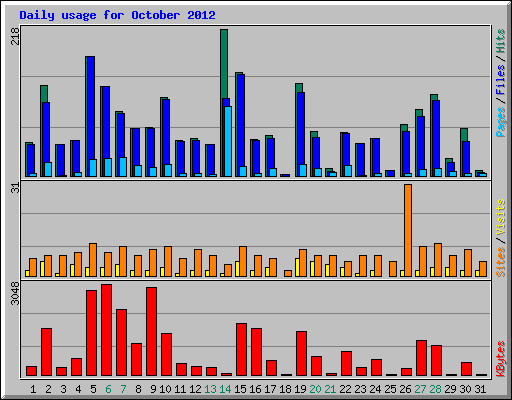 Daily usage for October 2012
218
Pages / Files / Hits
31
Sites / Visits
3048
KBytes
1 2 3 4 5 6 7 8 9 10 11 12 13 14 15 16 17 18 19 20 21 22 23 24 25 26 27 28 29 30 31